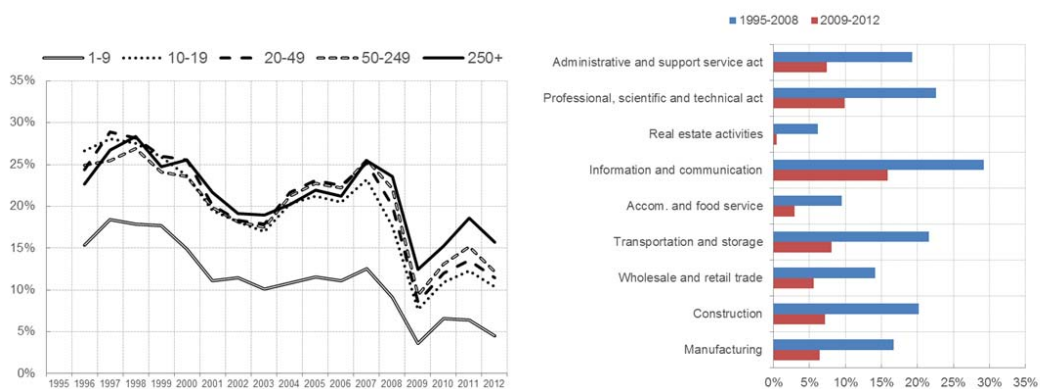 1-9 10-19 20-49 50-249 250+
35%
30%
25%
20%
15%
10%
5%
0%
1995 1996 1997 1998 1999 2000 2001 2002 2003 2004 2005 2006 2007 2008 2009 2010 2011 2012
1995-2008 2009-2012
Administrative and support service act
Professional, scientific and technical act
Real estate activities
Information and communication
Accom. and food service
Transportation and storage
Wholesale and retail trade
Construction
Manufacturing
0% 5% 10% 15% 20% 25% 30% 35%